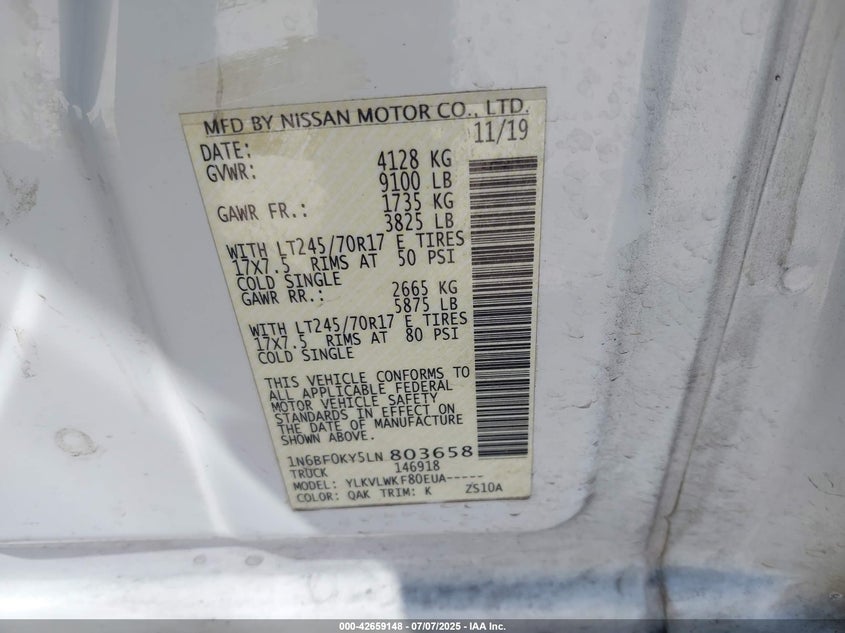 MFD BY NISSAN MOTOR CO., LTD.
DATE: 11/19
GVWR: 4128 KG
9100 LB
GAWR FR.: 1735 KG
3825 LB
WITH LT245/70R17 E TIRES
17X7.5 RIMS AT 50 PSI
COLD SINGLE
GAWR RR.: 2665 KG
5875 LB
WITH LT245/70R17 E TIRES
17X7.5 RIMS AT 80 PSI
COLD SINGLE
THIS VEHICLE CONFORMS TO
ALL APPLICABLE FEDERAL
MOTOR VEHICLE SAFETY
STANDARDS IN EFFECT ON
THE DATE OF MANUFACTURE
SHOWN ABOVE.
1N6BF0KY5LN 803658
TRUCK 146918
MODEL: YLKVLWKF80EUA-----
COLOR: QAK TRIM: K ZS10A
000-42659148 - 07/07/2025 - IAA Inc.